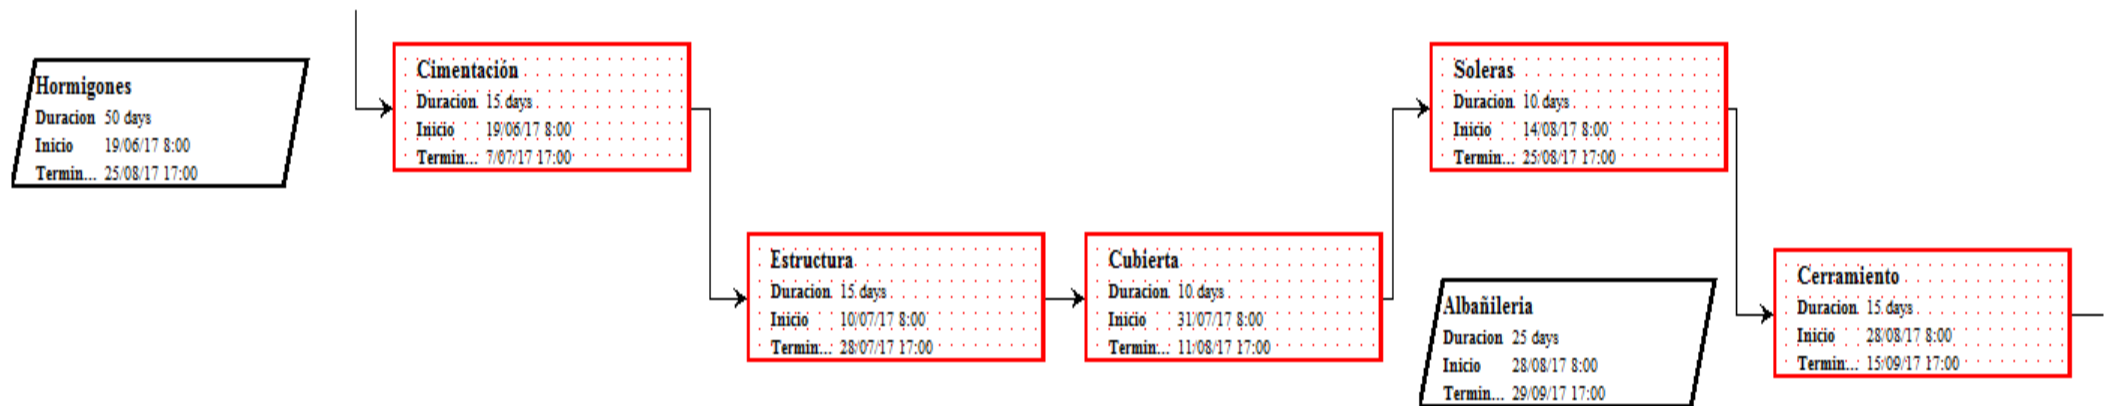 Hormigones
Duracion 50 days
Inicio 19/06/17 8:00
Termin... 25/08/17 17:00
Cimentación
Duracion 15 days
Inicio 19/06/17 8:00
Termin... 7/07/17 17:00
Estructura
Duracion 15 days
Inicio 10/07/17 8:00
Termin... 28/07/17 17:00
Cubierta
Duracion 10 days
Inicio 31/07/17 8:00
Termin... 11/08/17 17:00
Soleras
Duracion 10 days
Inicio 14/08/17 8:00
Termin... 25/08/17 17:00
Albañileria
Duracion 25 days
Inicio 28/08/17 8:00
Termin... 29/09/17 17:00
Cerramiento
Duracion 15 days
Inicio 28/08/17 8:00
Termin... 15/09/17 17:00